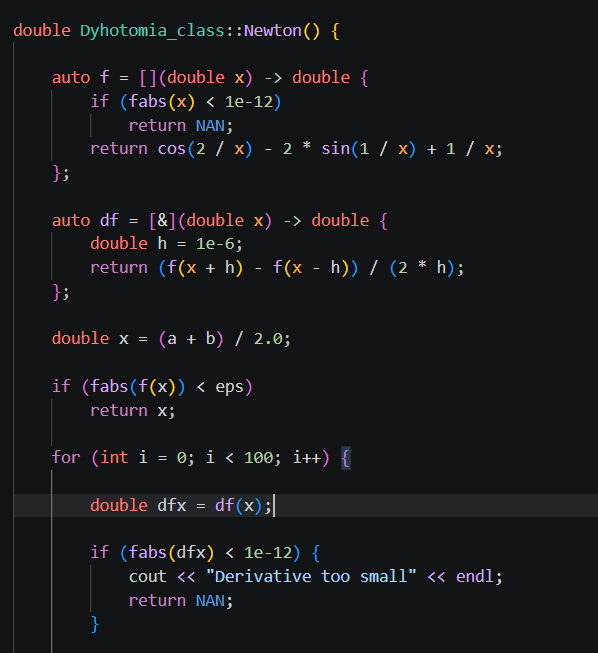 double Dyhotomia_class::Newton() {
auto f = [](double x) -> double {
if (fabs(x) < 1e-12)
return NAN;
return cos(2 / x) - 2 * sin(1 / x) + 1 / x;
};
auto df = [&](double x) -> double {
double h = 1e-6;
return (f(x + h) - f(x - h)) / (2 * h);
};
double x = (a + b) / 2.0;
if (fabs(f(x)) < eps)
return x;
for (int i = 0; i < 100; i++) {
double dfx = df(x);
if (fabs(dfx) < 1e-12) {
cout << "Derivative too small" << endl;
return NAN;
}